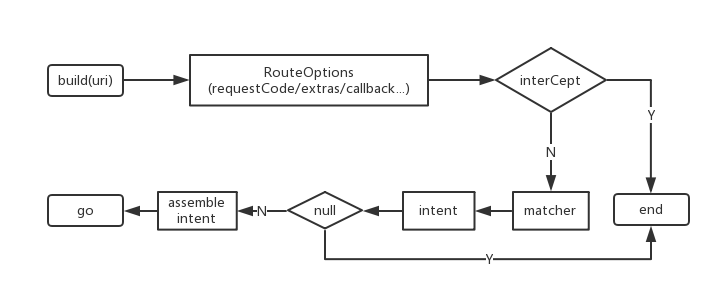 build(uri)
RouteOptions
(requestCode/extras/callback...)
interCept
Y
N
go
assemble
intent
N
null
intent
matcher
end
Y